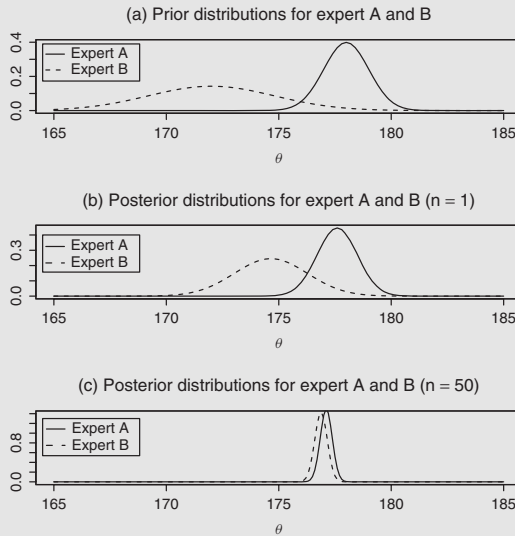 (a) Prior distributions for expert A and B
0.4
0.2
0.0
Expert A
Expert B
165 170 175 180 185
θ
(b) Posterior distributions for expert A and B (n = 1)
0.3
0.0
Expert A
Expert B
165 170 175 180 185
θ
(c) Posterior distributions for expert A and B (n = 50)
0.8
0.0
Expert A
Expert B
165 170 175 180 185
θ